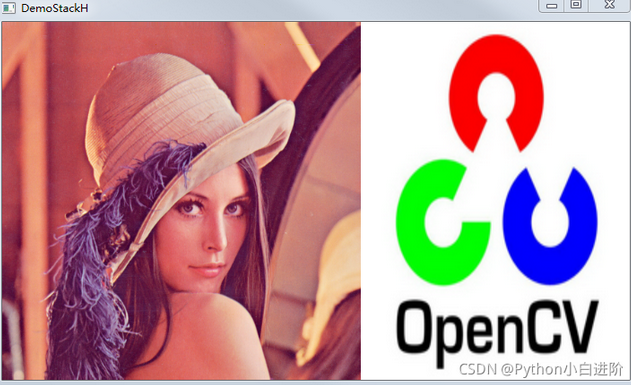 DemoStackH
OpenCV
CSDN @Python小白进阶